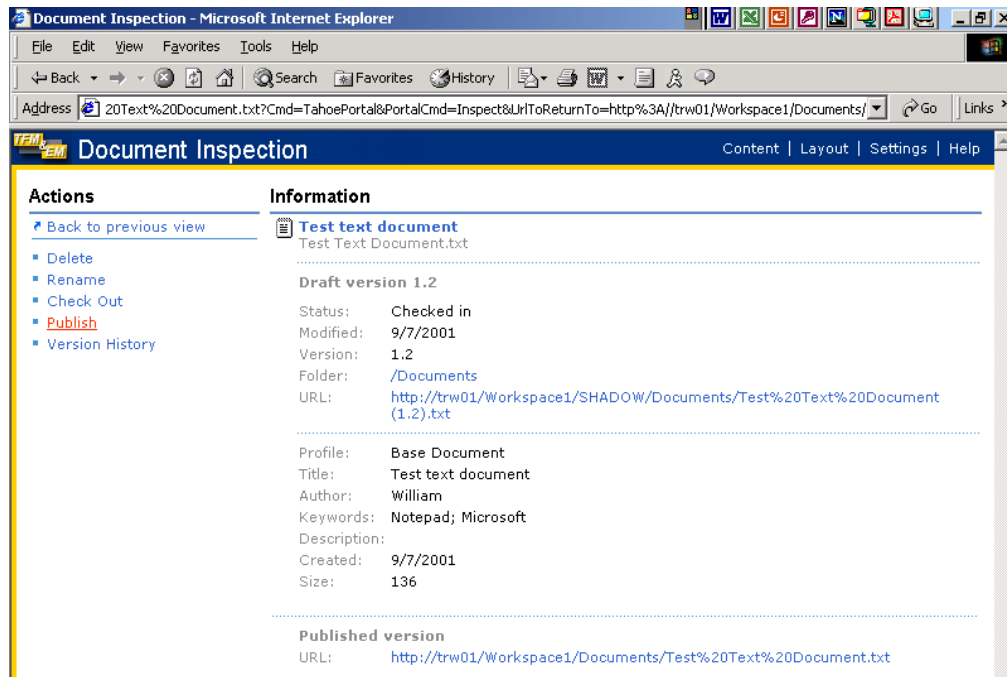 Document Inspection - Microsoft Internet Explorer
File Edit View Favorites Tools Help
Back Search Favorites History
Address 20Text%20Document.txt?Cmd=TahoePortal&PortalCmd=Inspect&UrlToReturnTo=http%3A//trw01/Workspace1/Documents/ Go Links
TFM & EM Document Inspection Content | Layout | Settings | Help
Actions
Back to previous view
Delete
Rename
Check Out
Publish
Version History
Information
Test text document
Test Text Document.txt
Draft version 1.2
Status: Checked in
Modified: 9/7/2001
Version: 1.2
Folder: /Documents
URL: http://trw01/Workspace1/SHADOW/Documents/Test%20Text%20Document
(1.2).txt
Profile: Base Document
Title: Test text document
Author: William
Keywords: Notepad; Microsoft
Description:
Created: 9/7/2001
Size: 136
Published version
URL: http://trw01/Workspace1/Documents/Test%20Text%20Document.txt